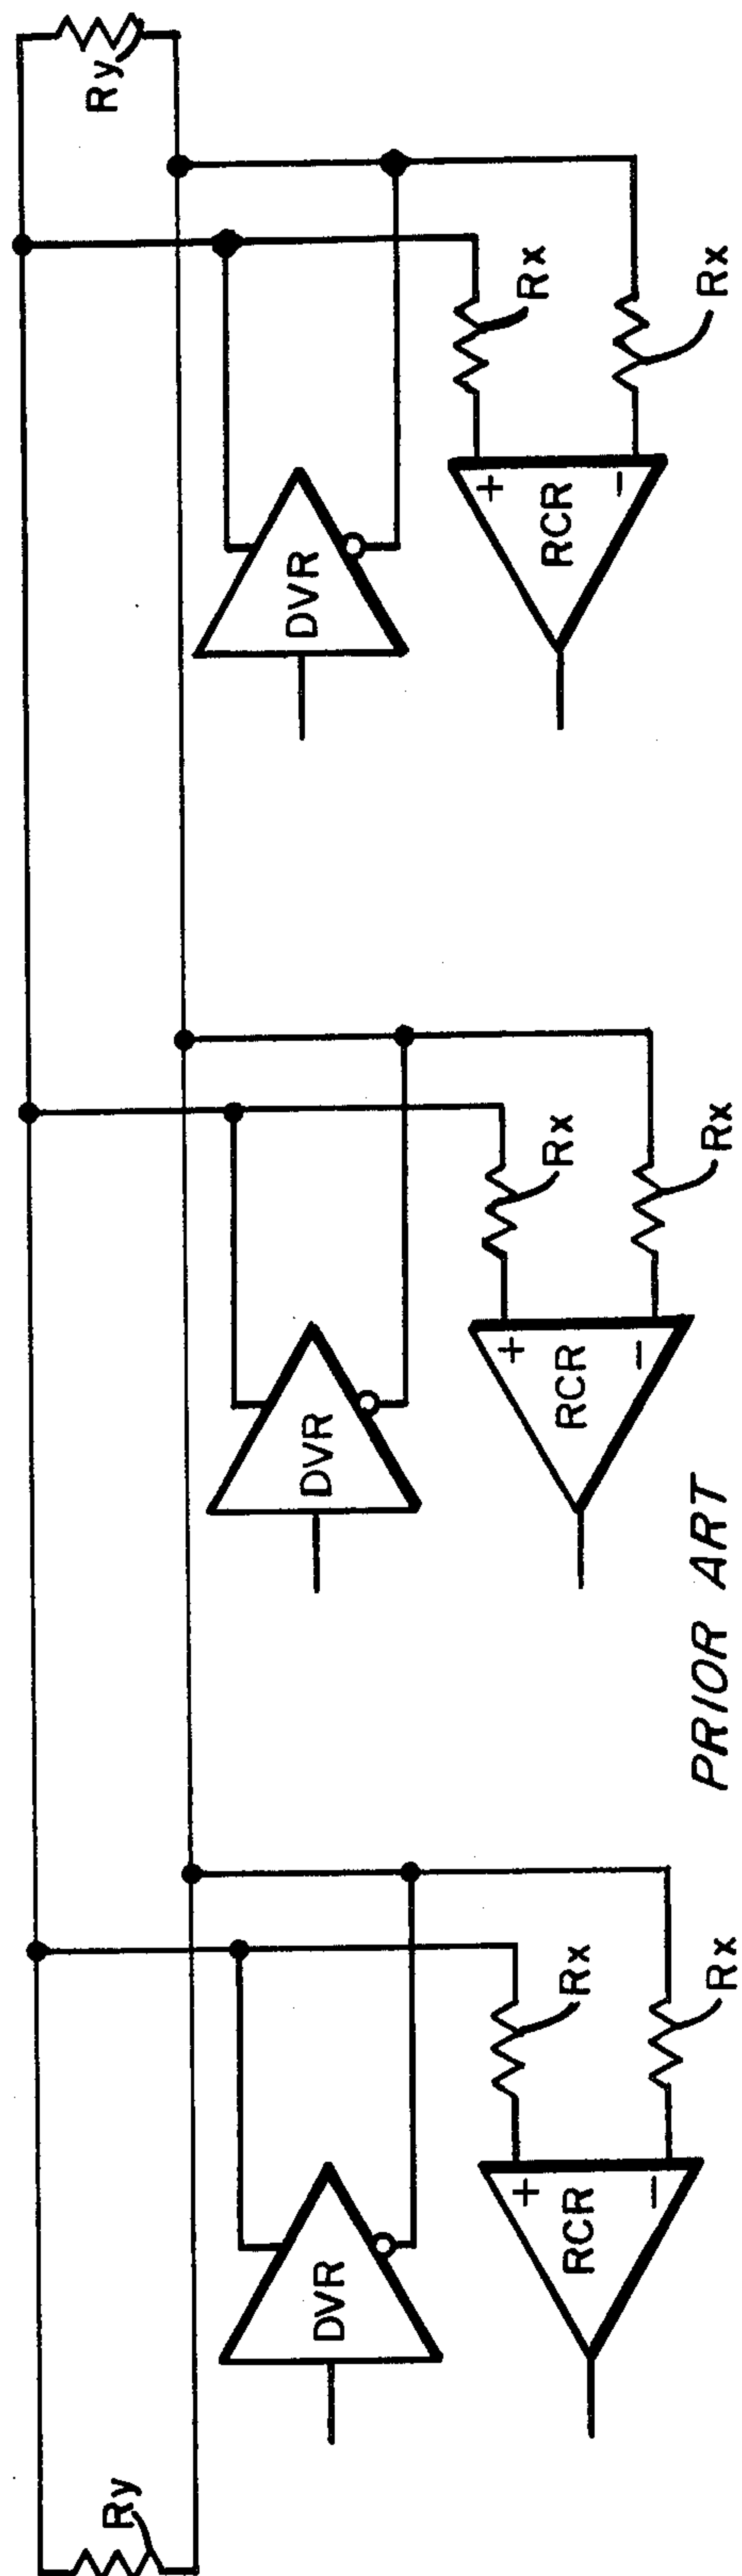 Ry
Ry
DVR
DVR
DVR
+
Rx
+
Rx
+
Rx
RCR
RCR
RCR
−
Rx
−
Rx
−
Rx
PRIOR ART